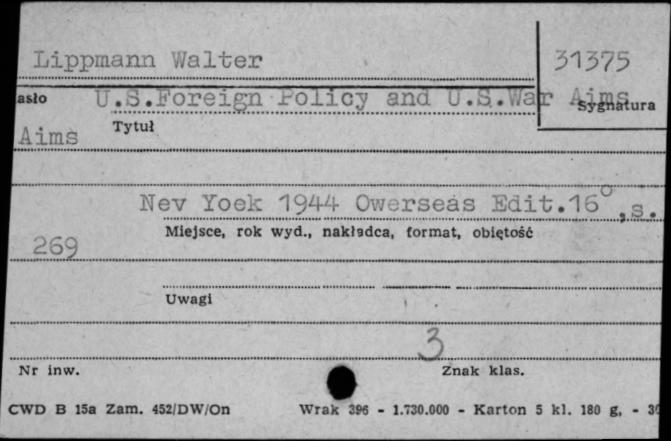 Lippmann Walter
31375
asło
U.S.Foreign Policy and U.S.War Aims
Sygnatura
Tytuł
Aims
Nev Yoek 1944 Owerseas Edit.16°,s.
Miejsce, rok wyd., nakładca, format, objętość
269
Uwagi
3
Nr inw.
Znak klas.
CWD B 15a Zam. 452/DW/On
Wrak 396 - 1.730.000 - Karton 5 kl. 180 g, -